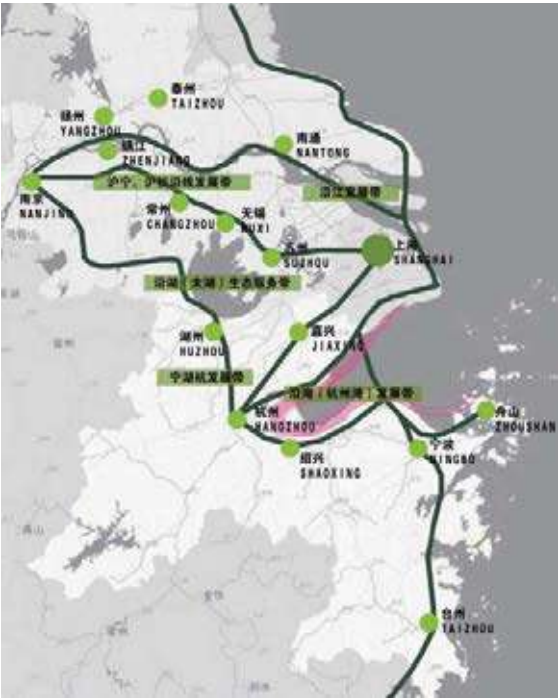 泰州
TAIZHOU
扬州
YANGZHOU
镇江
ZHENJIANG
南通
NANTONG
沪宁、沪杭沿线发展带
沿江发展带
南京
NANJING
常州
CHANGZHOU
无锡
WUXI
苏州
SUZHOU
上海
SHANGHAI
沿湖（太湖）生态服务带
湖州
HUZHOU
嘉兴
JIAXING
宁湖杭发展带
沿海（杭州湾）发展带
杭州
HANGZHOU
舟山
ZHOUSHAN
绍兴
SHAOXING
宁波
NINGBO
台州
TAIZHOU